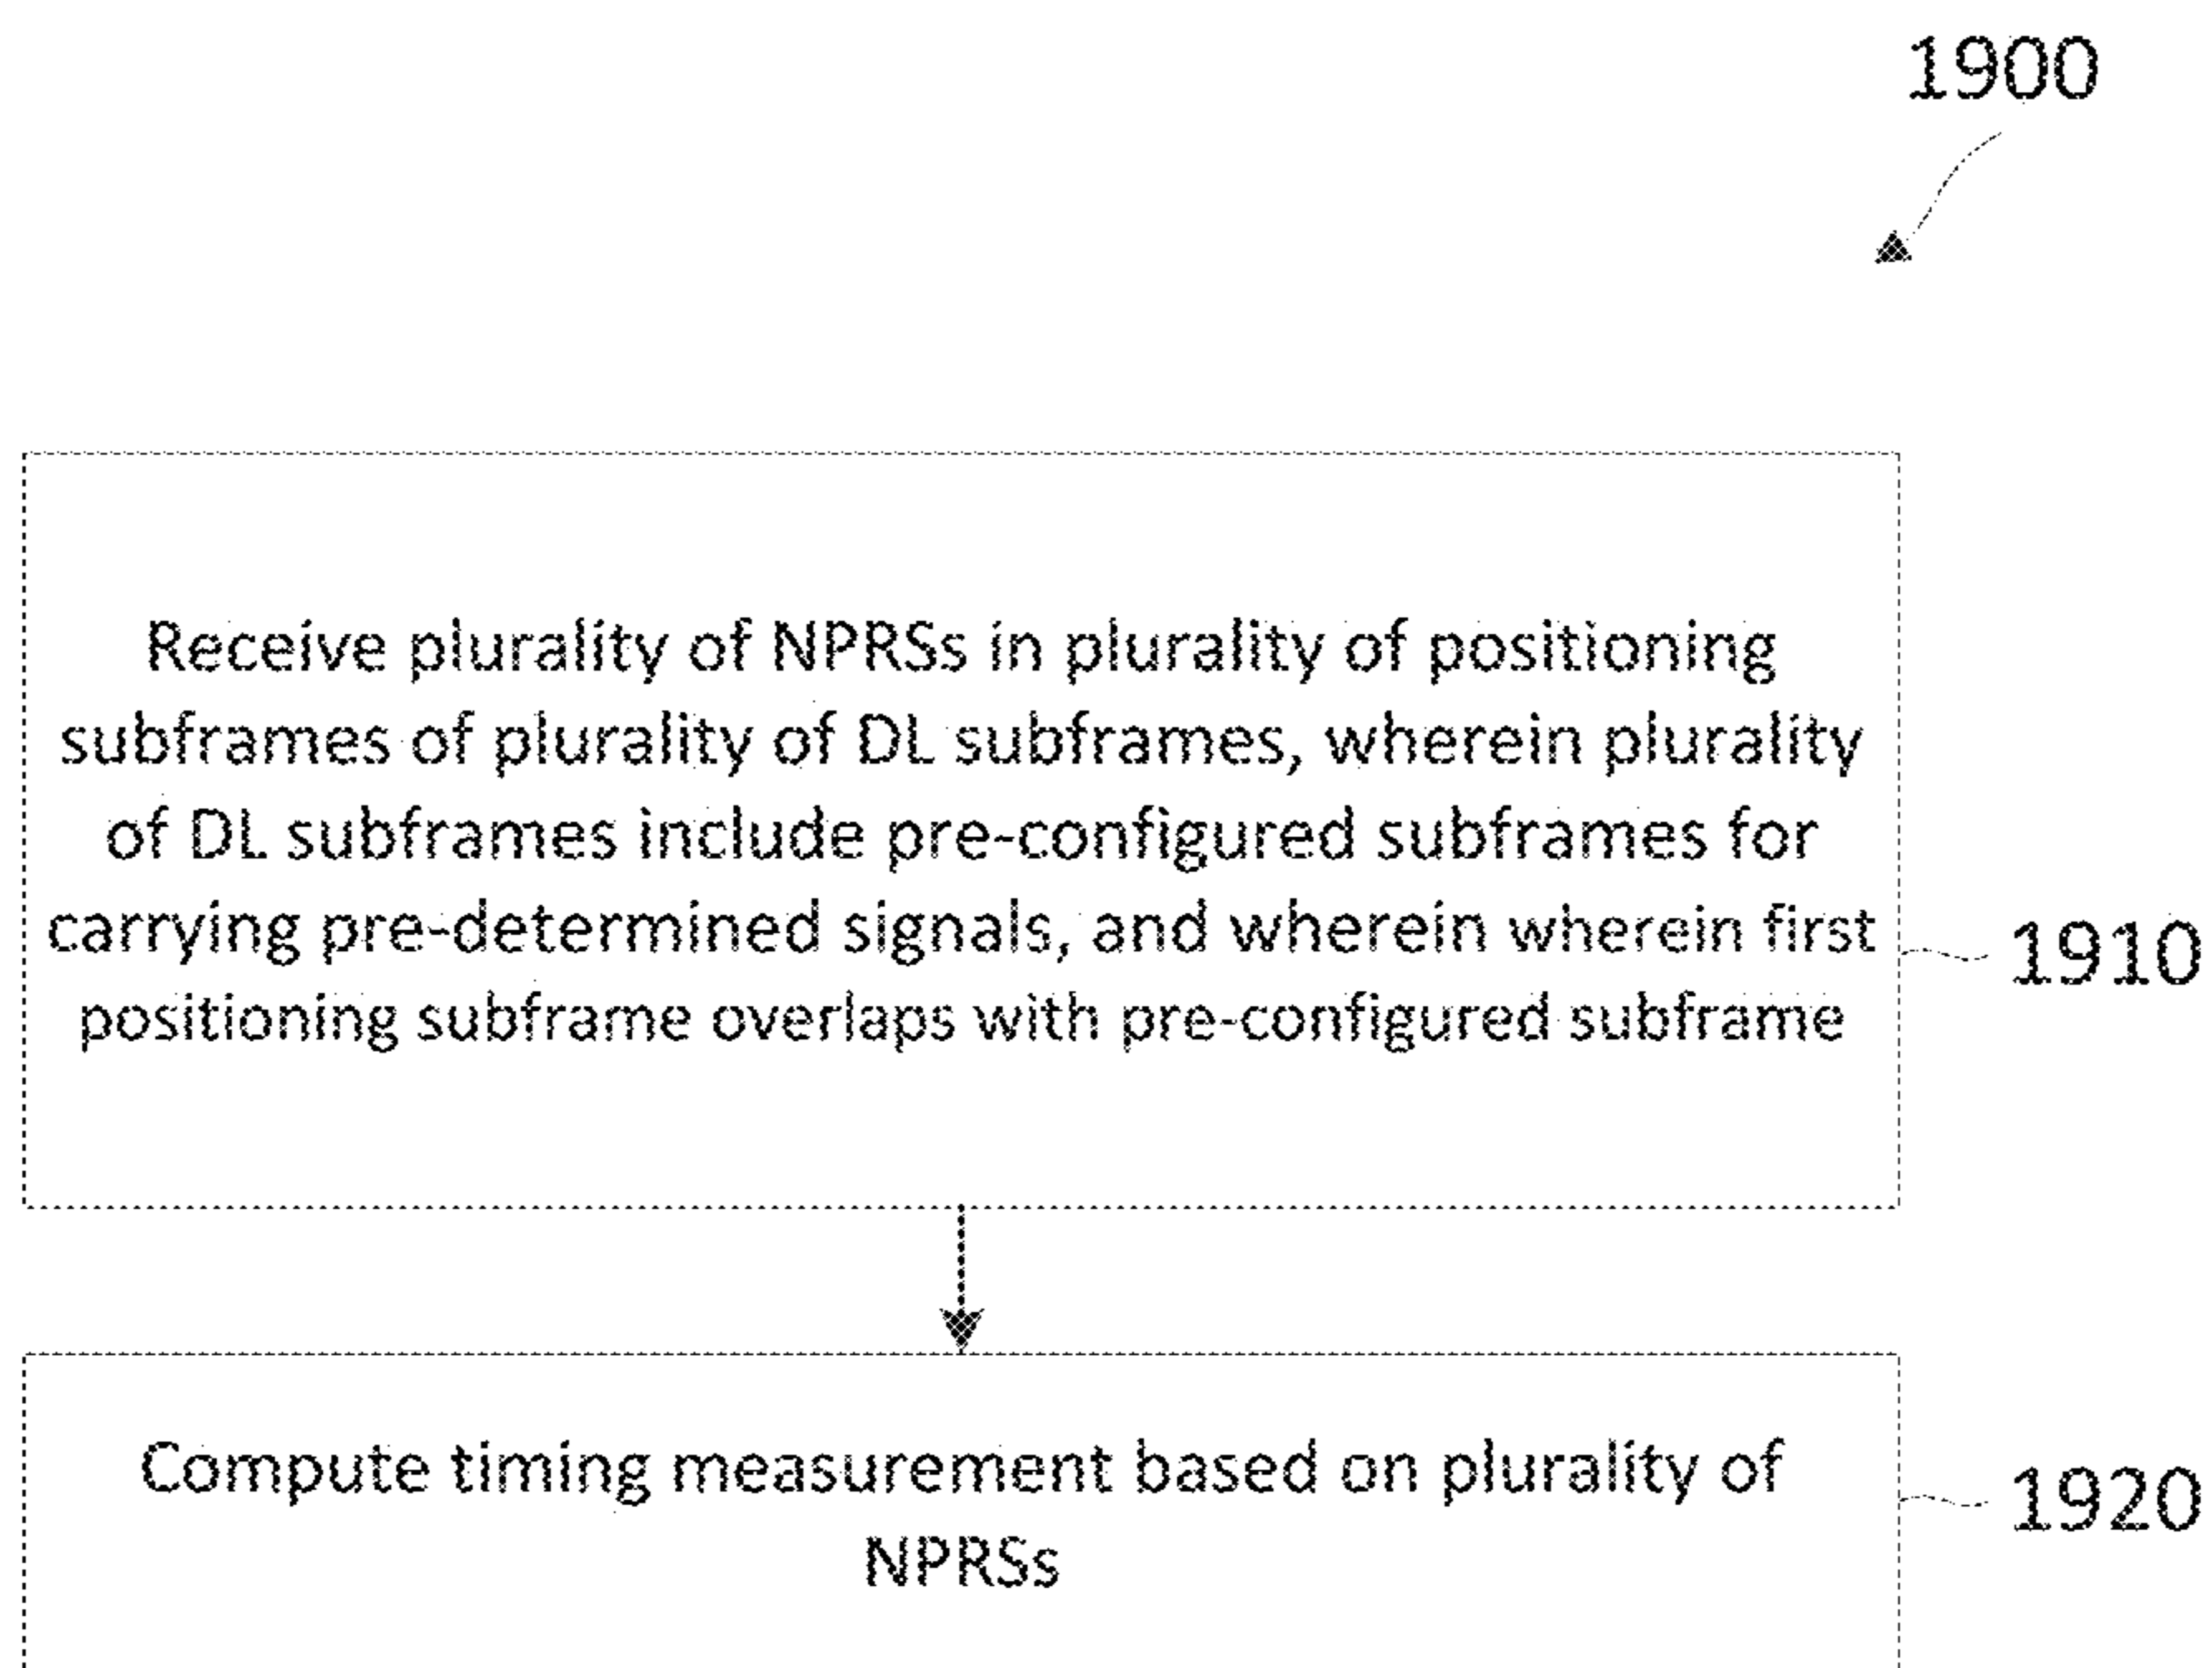 1900
Receive plurality of NPRSs in plurality of positioning
subframes of plurality of DL subframes, wherein plurality
of DL subframes include pre-configured subframes for
carrying pre-determined signals, and wherein wherein first
positioning subframe overlaps with pre-configured subframe
1910
Compute timing measurement based on plurality of
NPRSs
1920